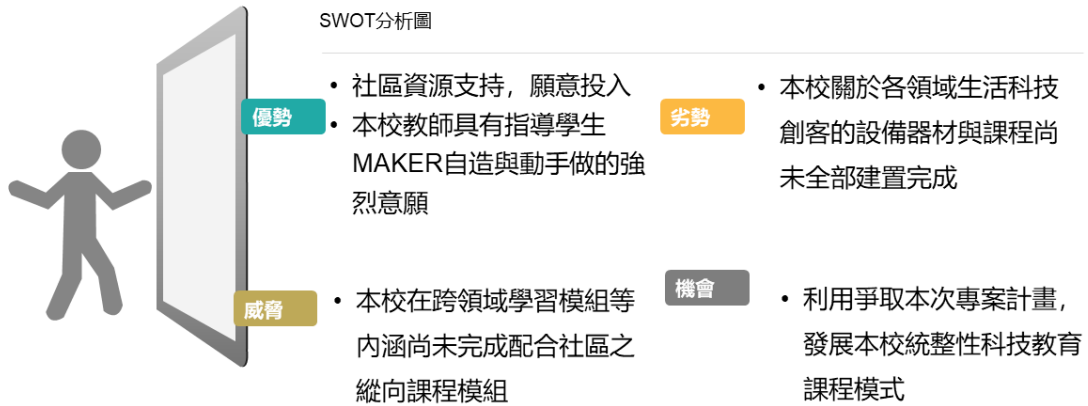 SWOT分析圖
優勢
• 社區資源支持，願意投入
• 本校教師具有指導學生
MAKER自造與動手做的強
烈意願
劣勢
• 本校關於各領域生活科技
創客的設備器材與課程尚
未全部建置完成
威脅
• 本校在跨領域學習模組等
內涵尚未完成配合社區之
縱向課程模組
機會
• 利用爭取本次專案計畫，
發展本校統整性科技教育
課程模式